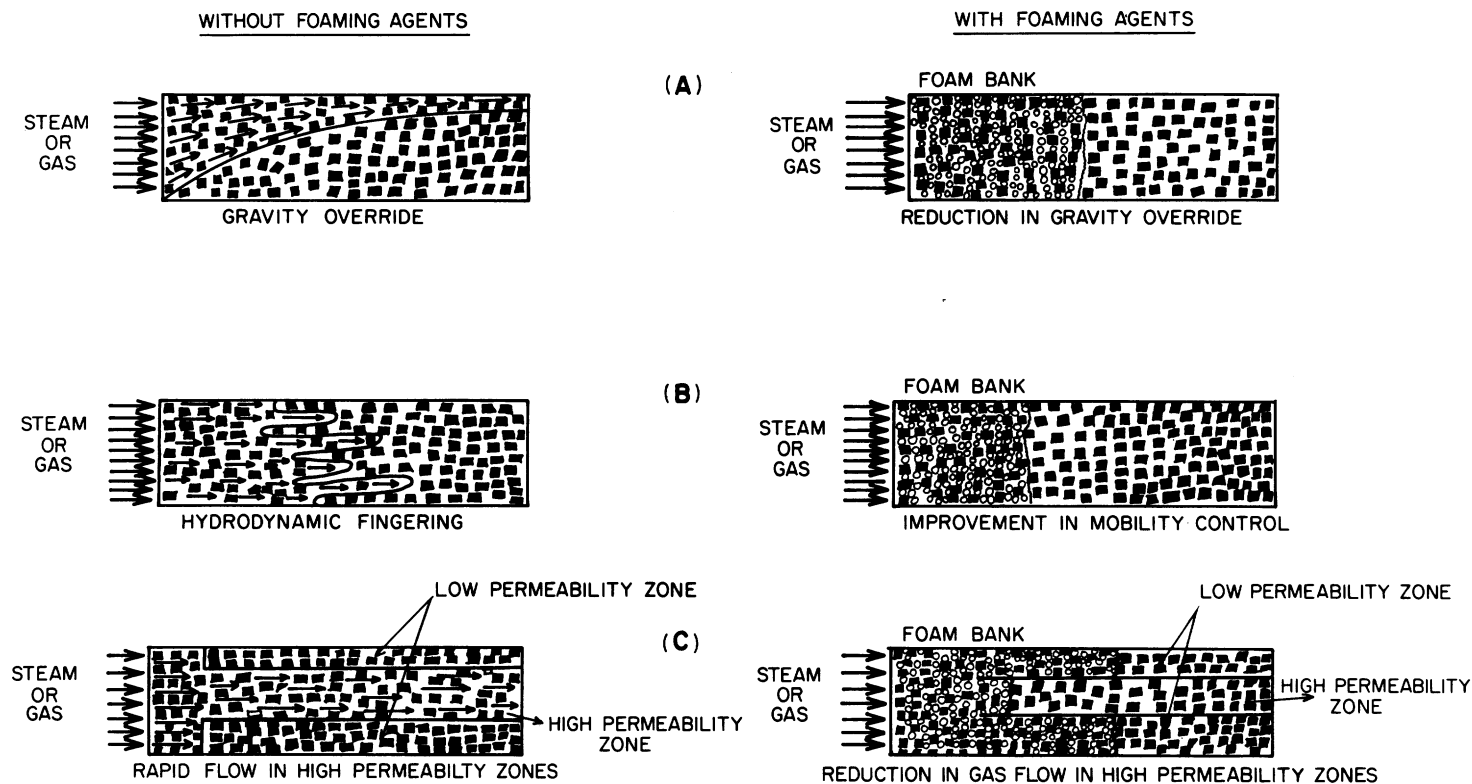 WITHOUT FOAMING AGENTS
WITH FOAMING AGENTS
(A)
STEAM
OR
GAS
GRAVITY OVERRIDE
FOAM BANK
STEAM
OR
GAS
REDUCTION IN GRAVITY OVERRIDE
(B)
STEAM
OR
GAS
HYDRODYNAMIC FINGERING
FOAM BANK
STEAM
OR
GAS
IMPROVEMENT IN MOBILITY CONTROL
(C)
LOW PERMEABILITY ZONE
STEAM
OR
GAS
HIGH PERMEABILITY
ZONE
RAPID FLOW IN HIGH PERMEABILTY ZONES
LOW PERMEABILITY ZONE
FOAM BANK
STEAM
OR
GAS
HIGH PERMEABILITY
ZONE
REDUCTION IN GAS FLOW IN HIGH PERMEABILITY ZONES